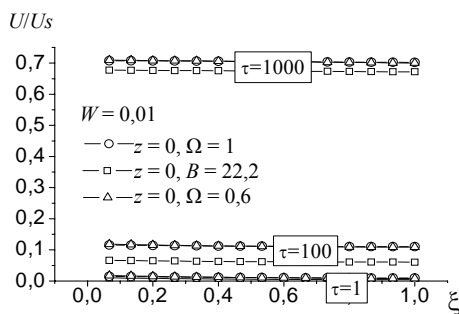 U/Us
0,7
0,6
0,5
0,4
0,3
0,2
0,1
0,0
τ=1000
W = 0,01
z = 0, Ω = 1
z = 0, B = 22,2
z = 0, Ω = 0,6
τ=100
τ=1
0,0 0,2 0,4 0,6 0,8 1,0 ξ